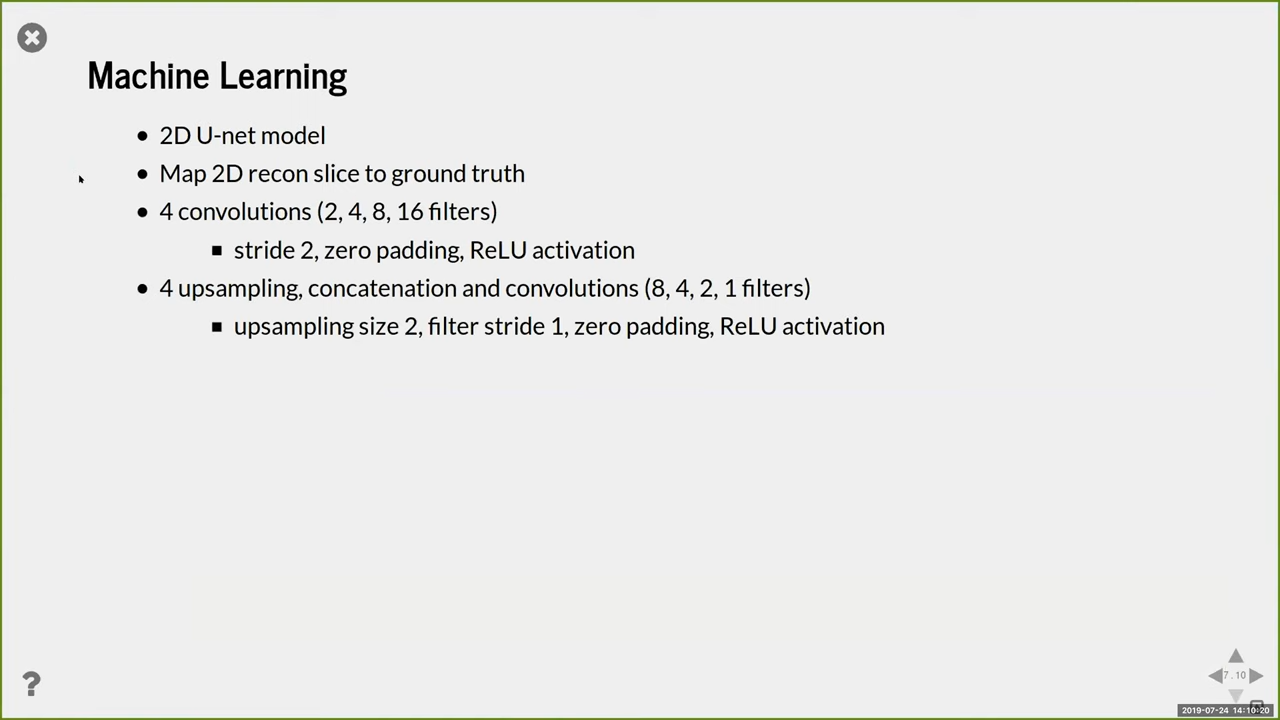 Machine Learning
2D U-net model
Map 2D recon slice to ground truth
4 convolutions (2, 4, 8, 16 filters)
stride 2, zero padding, ReLU activation
4 upsampling, concatenation and convolutions (8, 4, 2, 1 filters)
upsampling size 2, filter stride 1, zero padding, ReLU activation
?
7.10
2019-07-24 14:10:20